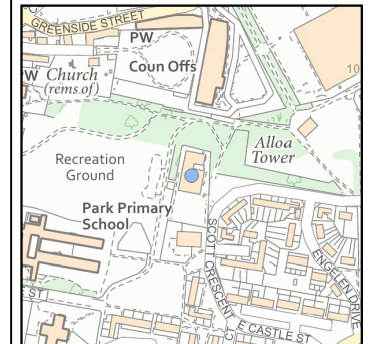 GREENSIDE STREET
PW
Coun Offs
W Church
(rems of)
10
Alloa
Tower
Recreation
Ground
Park Primary
School
SCOTT CRESCENT
ENGELEN DRIVE
E CASTLE ST
ST